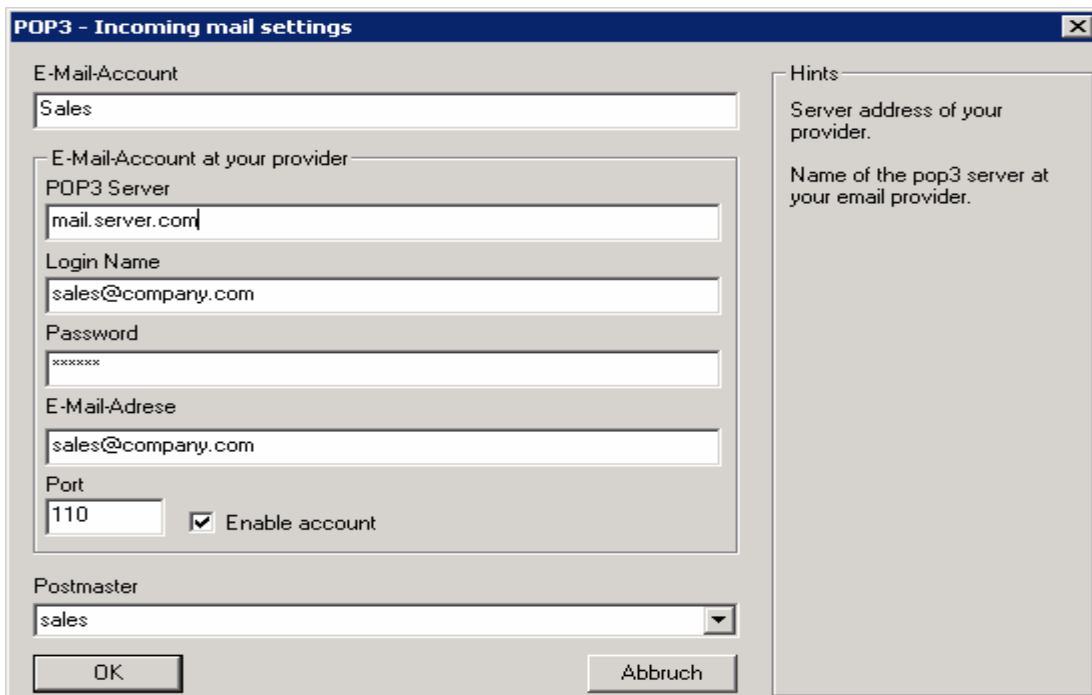 POP3 - Incoming mail settings
E-Mail-Account
Sales
E-Mail-Account at your provider
POP3 Server
mail.server.com
Login Name
sales@company.com
Password
××××××
E-Mail-Adrese
sales@company.com
Port
110
Enable account
Postmaster
sales
OK
Abbruch
Hints
Server address of your
provider.
Name of the pop3 server at
your email provider.